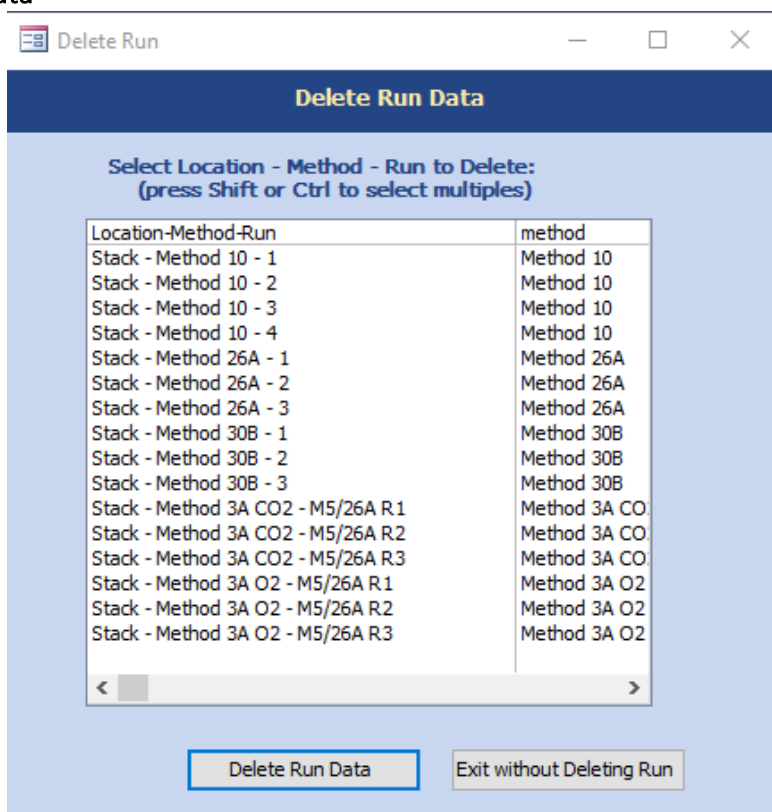 Delete Run
Delete Run Data
Select Location - Method - Run to Delete:
(press Shift or Ctrl to select multiples)
Location-Method-Run method
Stack - Method 10 - 1 Method 10
Stack - Method 10 - 2 Method 10
Stack - Method 10 - 3 Method 10
Stack - Method 10 - 4 Method 10
Stack - Method 26A - 1 Method 26A
Stack - Method 26A - 2 Method 26A
Stack - Method 26A - 3 Method 26A
Stack - Method 30B - 1 Method 30B
Stack - Method 30B - 2 Method 30B
Stack - Method 30B - 3 Method 30B
Stack - Method 3A CO2 - M5/26A R1 Method 3A CO
Stack - Method 3A CO2 - M5/26A R2 Method 3A CO
Stack - Method 3A CO2 - M5/26A R3 Method 3A CO
Stack - Method 3A O2 - M5/26A R1 Method 3A O2
Stack - Method 3A O2 - M5/26A R2 Method 3A O2
Stack - Method 3A O2 - M5/26A R3 Method 3A O2
Delete Run Data Exit without Deleting Run